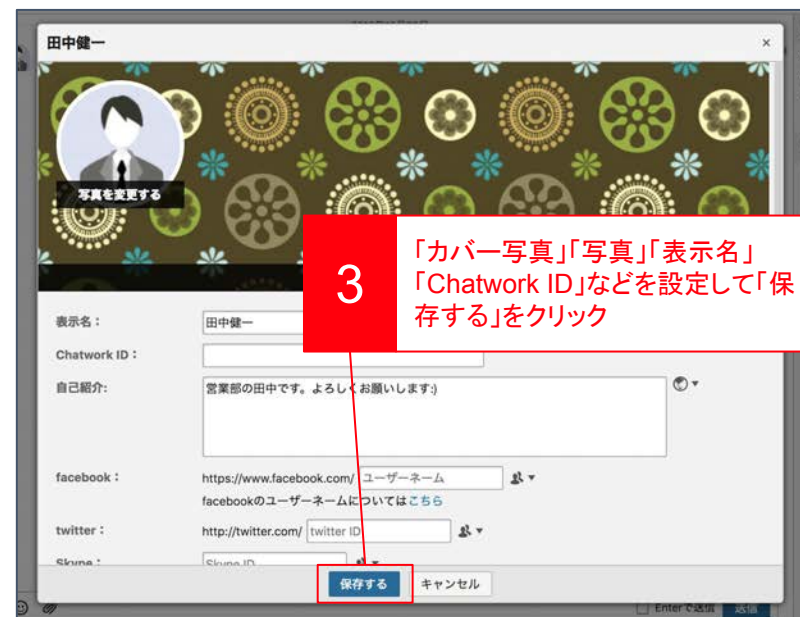 田中健一
×
写真を変更する
3
「カバー写真」「写真」「表示名」
「Chatwork ID」などを設定して「保
存する」をクリック
表示名：
田中健一
Chatwork ID：
自己紹介:
営業部の田中です。よろしくお願いします:)
facebook：
https://www.facebook.com/ ユーザーネーム
facebookのユーザーネームについてはこちら
twitter：
http://twitter.com/ twitter ID
Skype：
Skype ID
保存する
キャンセル
Enterで送信
送信